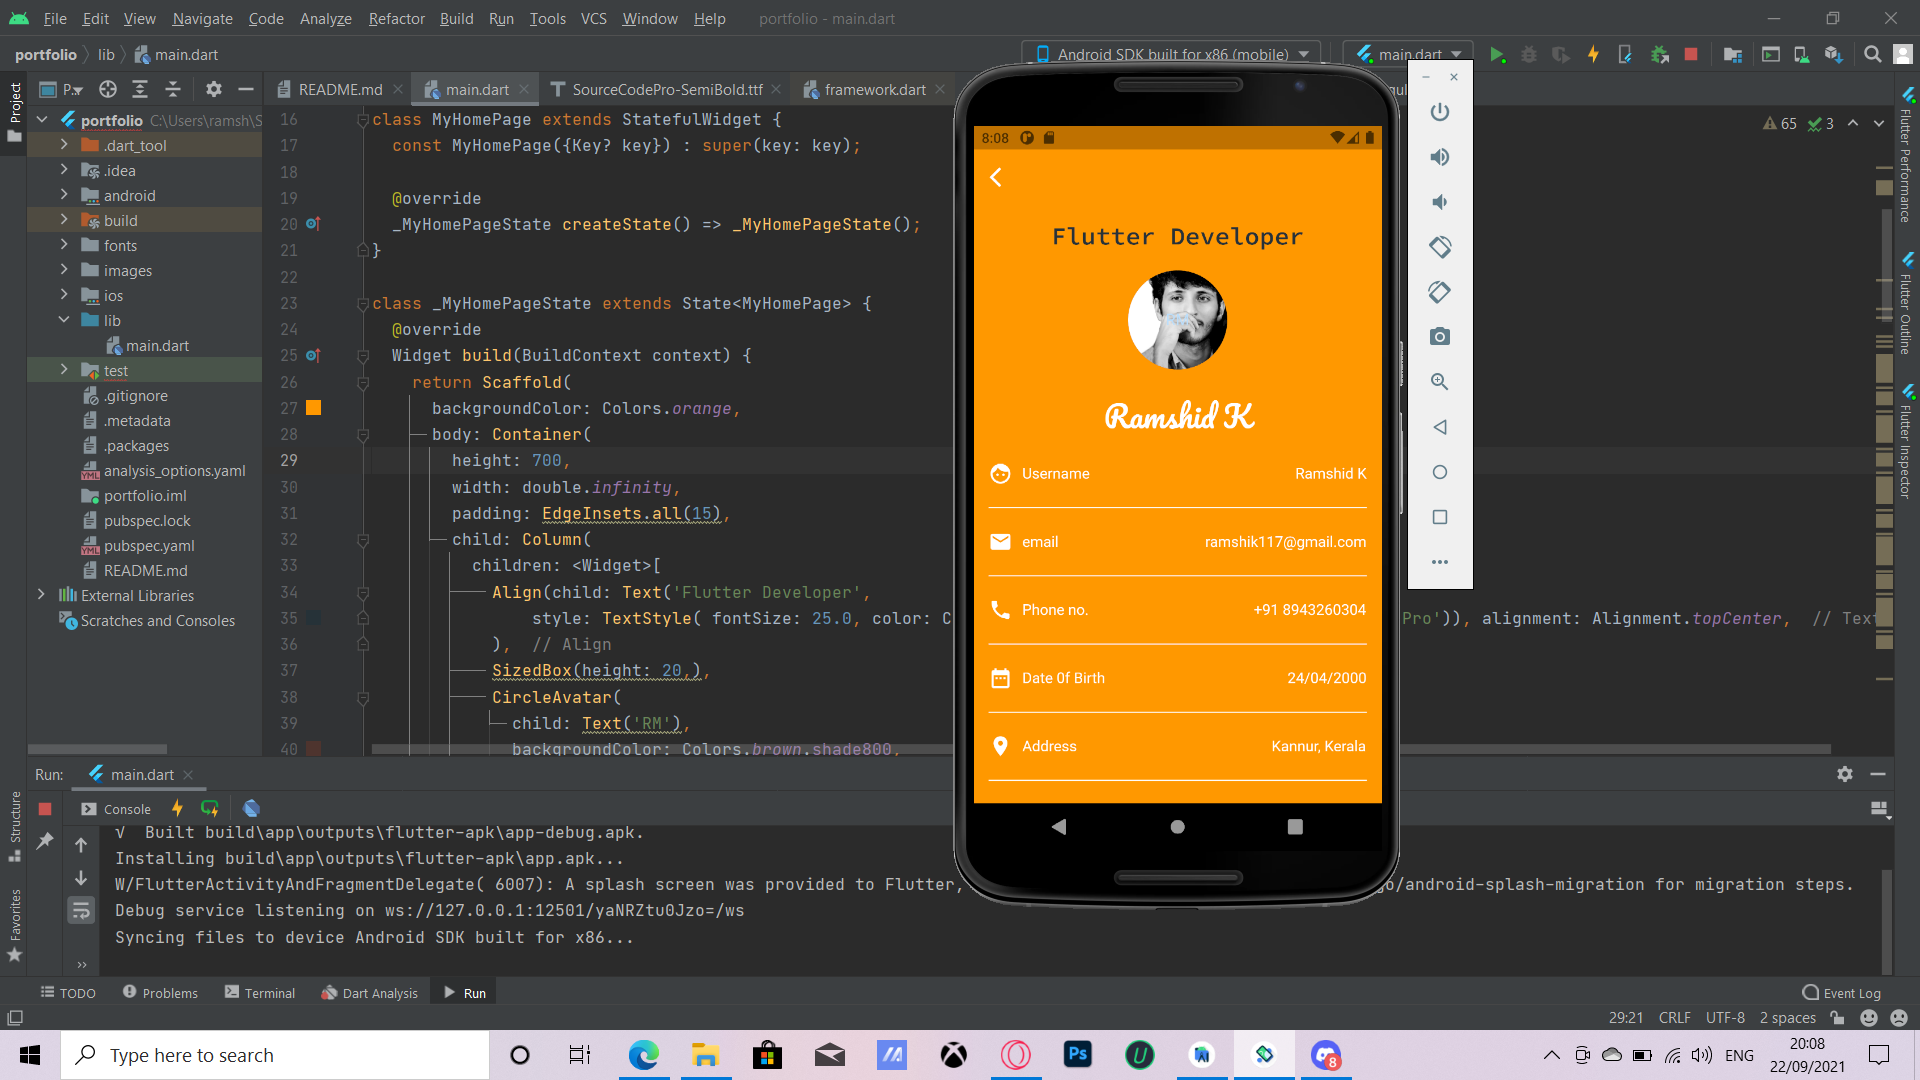 File Edit View Navigate Code Analyze Refactor Build Run Tools VCS Window Help portfolio - main.dart
portfolio lib main.dart Android SDK built for x86 (mobile) main.dart
Project P... README.md main.dart SourceCodePro-SemiBold.ttf framework.dart
portfolio C:\Users\ramsh\S
.dart_tool
.idea
android
build
fonts
images
ios
lib
main.dart
test
.gitignore
.metadata
.packages
analysis_options.yaml
portfolio.iml
pubspec.lock
pubspec.yaml
README.md
External Libraries
Scratches and Consoles
65 3
16 class MyHomePage extends StatefulWidget {
17 const MyHomePage({Key? key}) : super(key: key);
18
19 @override
20 _MyHomePageState createState() => _MyHomePageState();
21 }
22
23 class _MyHomePageState extends State<MyHomePage> {
24 @override
25 Widget build(BuildContext context) {
26 return Scaffold(
27 backgroundColor: Colors.orange,
28 body: Container(
29 height: 700,
30 width: double.infinity,
31 padding: EdgeInsets.all(15),
32 child: Column(
33 children: <Widget>[
34 Align(child: Text('Flutter Developer',
35 style: TextStyle( fontSize: 25.0, color: C Pro')), alignment: Alignment.topCenter, // Tex
36 ), // Align
37 SizedBox(height: 20,),
38 CircleAvatar(
39 child: Text('RM'),
40 backgroundColor: Colors.brown.shade800,
8:08
Flutter Developer
Ramshid K
Username Ramshid K
email ramshik117@gmail.com
Phone no. +91 8943260304
Date 0f Birth 24/04/2000
Address Kannur, Kerala
Flutter Performance
Flutter Outline
Flutter Inspector
Run: main.dart
Console
√ Built build\app\outputs\flutter-apk\app-debug.apk.
Installing build\app\outputs\flutter-apk\app.apk...
W/FlutterActivityAndFragmentDelegate( 6007): A splash screen was provided to Flutter, o/android-splash-migration for migration steps.
Debug service listening on ws://127.0.0.1:12501/yaNRZtu0Jzo=/ws
Syncing files to device Android SDK built for x86...
Structure
Favorites
TODO Problems Terminal Dart Analysis Run Event Log
29:21 CRLF UTF-8 2 spaces
Type here to search
Ps
8
ENG
20:08
22/09/2021